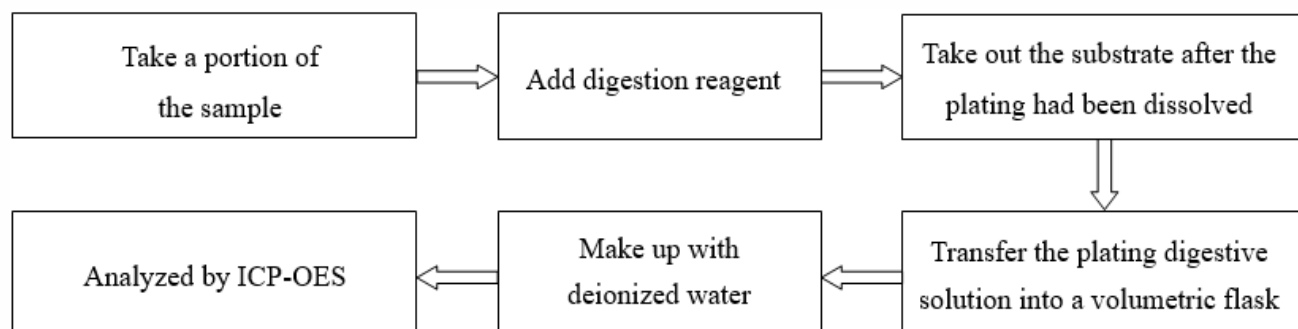 Take a portion of
the sample
Add digestion reagent
Take out the substrate after the
plating had been dissolved
Transfer the plating digestive
solution into a volumetric flask
Make up with
deionized water
Analyzed by ICP-OES